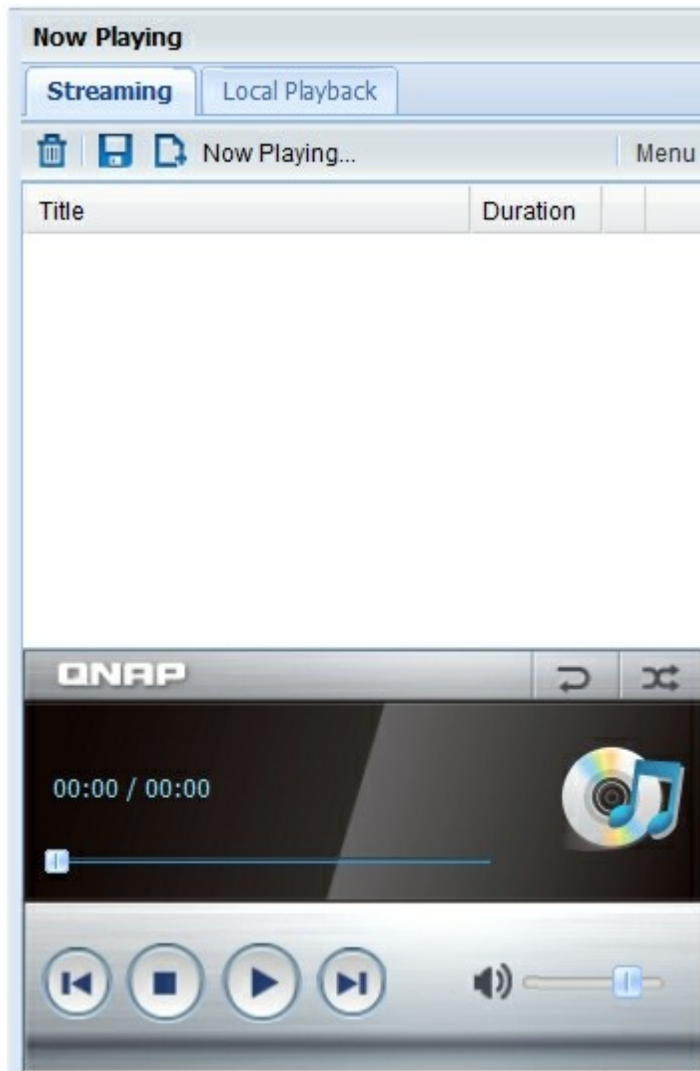 Now Playing
Streaming
Local Playback
Now Playing...
Menu
Title
Duration
QNAP
00:00 / 00:00